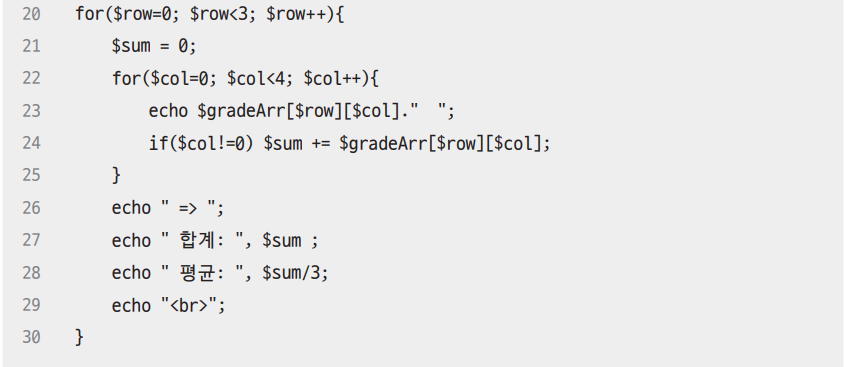 20 for($row=0; $row<3; $row++){
21 $sum = 0;
22 for($col=0; $col<4; $col++){
23 echo $gradeArr[$row][$col]."  ";
24 if($col!=0) $sum += $gradeArr[$row][$col];
25 }
26 echo " => ";
27 echo " 합계: ", $sum ;
28 echo " 평균: ", $sum/3;
29 echo "<br>";
30 }